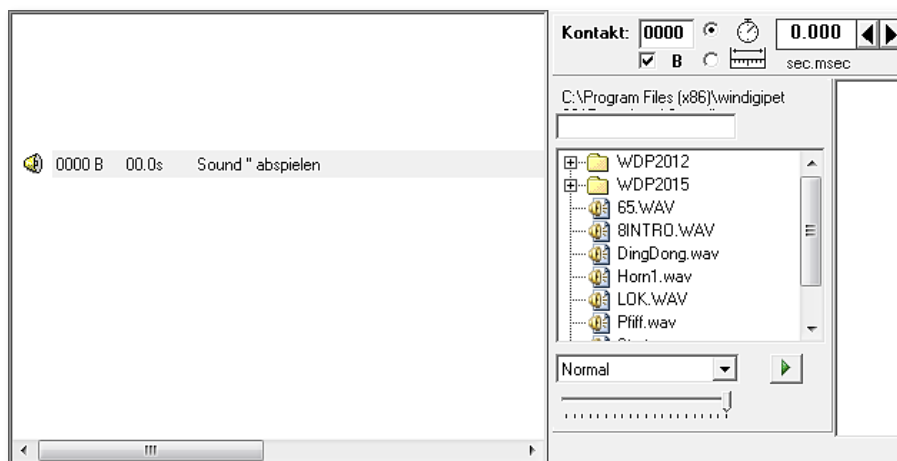 0000 B 00.0s Sound " abspielen
Kontakt: 0000 0.000
B sec.msec
C:\Program Files (x86)\windigipet
WDP2012
WDP2015
65.WAV
8INTRO.WAV
DingDong.wav
Horn1.wav
LOK.WAV
Pfiff.wav
Normal